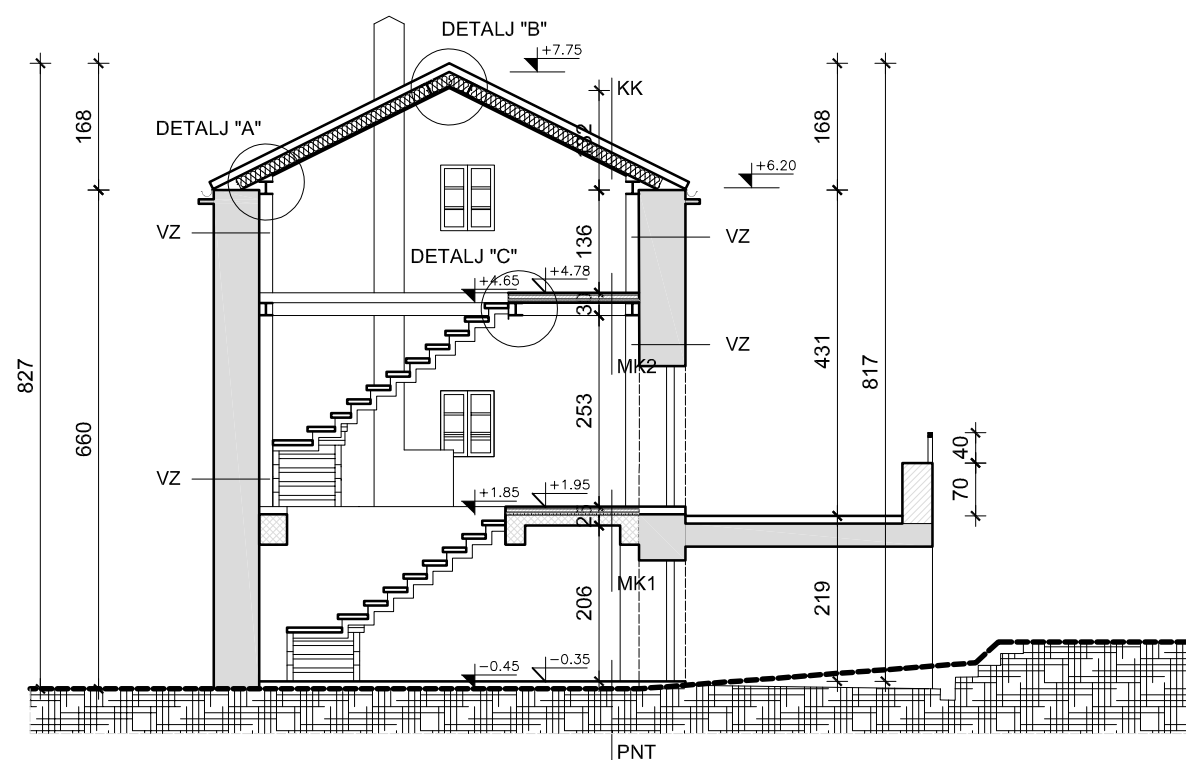 DETALJ "B"
+7.75
KK
168
DETALJ "A"
168
+6.20
VZ
136
VZ
DETALJ "C"
+4.65
+4.78
VZ
827
431
817
MK2
660
253
40
70
VZ
+1.85
+1.95
MK1
206
219
-0.45
-0.35
PNT